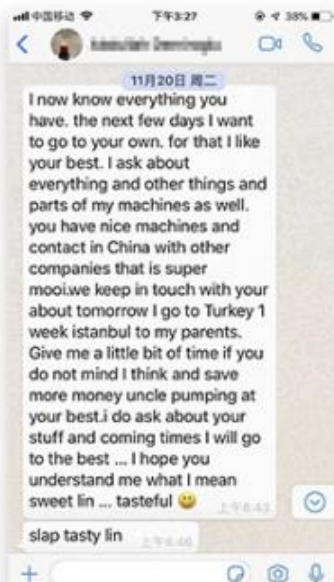 中国移动
下午3:27
38%
11月20日 周二
I now know everything you
have. the next few days I want
to go to your own. for that I like
your best. I ask about
everything and other things and
parts of my machines as well.
you have nice machines and
contact in China with other
companies that is super
mooi.we keep in touch with your
about tomorrow I go to Turkey 1
week istanbul to my parents.
Give me a little bit of time if you
do not mind I think and save
more money uncle pumping at
your best.i do ask about your
stuff and coming times I will go
to the best ... I hope you
understand me what I mean
sweet lin ... tasteful
上午6:43
slap tasty lin
上午6:46